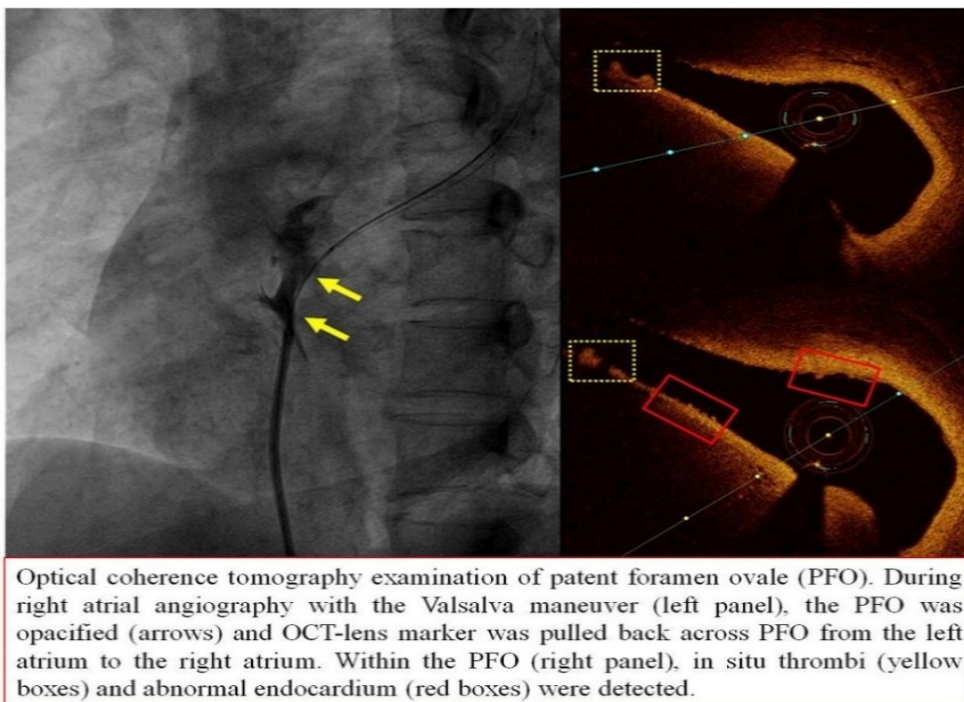 Optical coherence tomography examination of patent foramen ovale (PFO). During
right atrial angiography with the Valsalva maneuver (left panel), the PFO was
opacified (arrows) and OCT-lens marker was pulled back across PFO from the left
atrium to the right atrium. Within the PFO (right panel), in situ thrombi (yellow
boxes) and abnormal endocardium (red boxes) were detected.